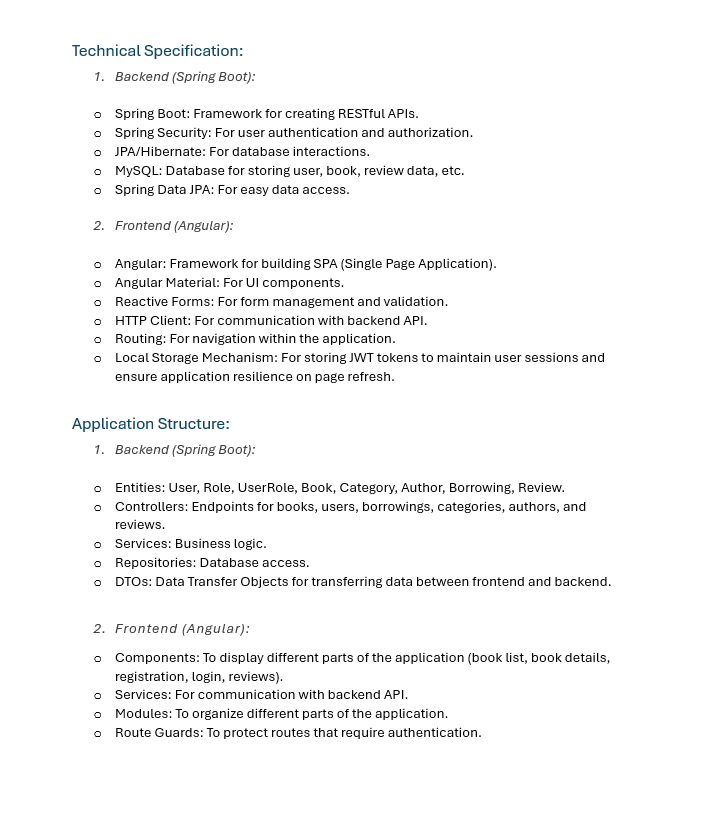 Technical Specification:
1. Backend (Spring Boot):
o Spring Boot: Framework for creating RESTful APIs.
o Spring Security: For user authentication and authorization.
o JPA/Hibernate: For database interactions.
o MySQL: Database for storing user, book, review data, etc.
o Spring Data JPA: For easy data access.
2. Frontend (Angular):
o Angular: Framework for building SPA (Single Page Application).
o Angular Material: For UI components.
o Reactive Forms: For form management and validation.
o HTTP Client: For communication with backend API.
o Routing: For navigation within the application.
o Local Storage Mechanism: For storing JWT tokens to maintain user sessions and
ensure application resilience on page refresh.
Application Structure:
1. Backend (Spring Boot):
o Entities: User, Role, UserRole, Book, Category, Author, Borrowing, Review.
o Controllers: Endpoints for books, users, borrowings, categories, authors, and
reviews.
o Services: Business logic.
o Repositories: Database access.
o DTOs: Data Transfer Objects for transferring data between frontend and backend.
2. Frontend (Angular):
o Components: To display different parts of the application (book list, book details,
registration, login, reviews).
o Services: For communication with backend API.
o Modules: To organize different parts of the application.
o Route Guards: To protect routes that require authentication.